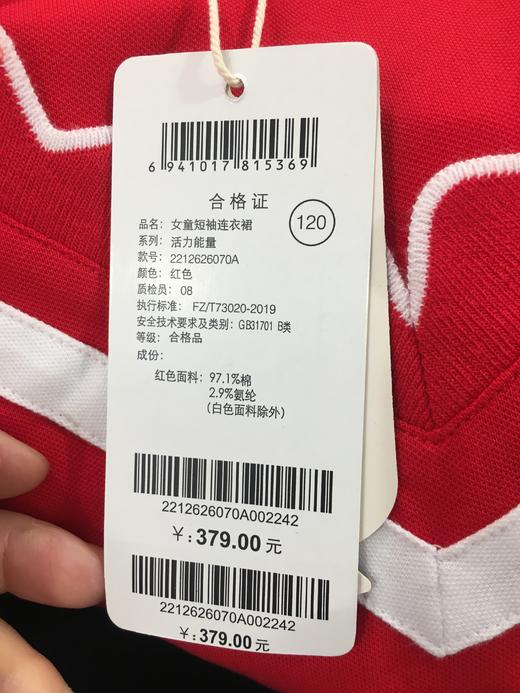 6 941017 815369
合格证
120
品名：女童短袖连衣裙
系列：活力能量
款号：2212626070A
颜色：红色
质检员：08
执行标准：FZ/T73020-2019
安全技术要求及类别：GB31701 B类
等级：合格品
成份：
红色面料：97.1%棉
2.9%氨纶
（白色面料除外）
2212626070A002242
￥：379.00元
2212626070A002242
￥：379.00元